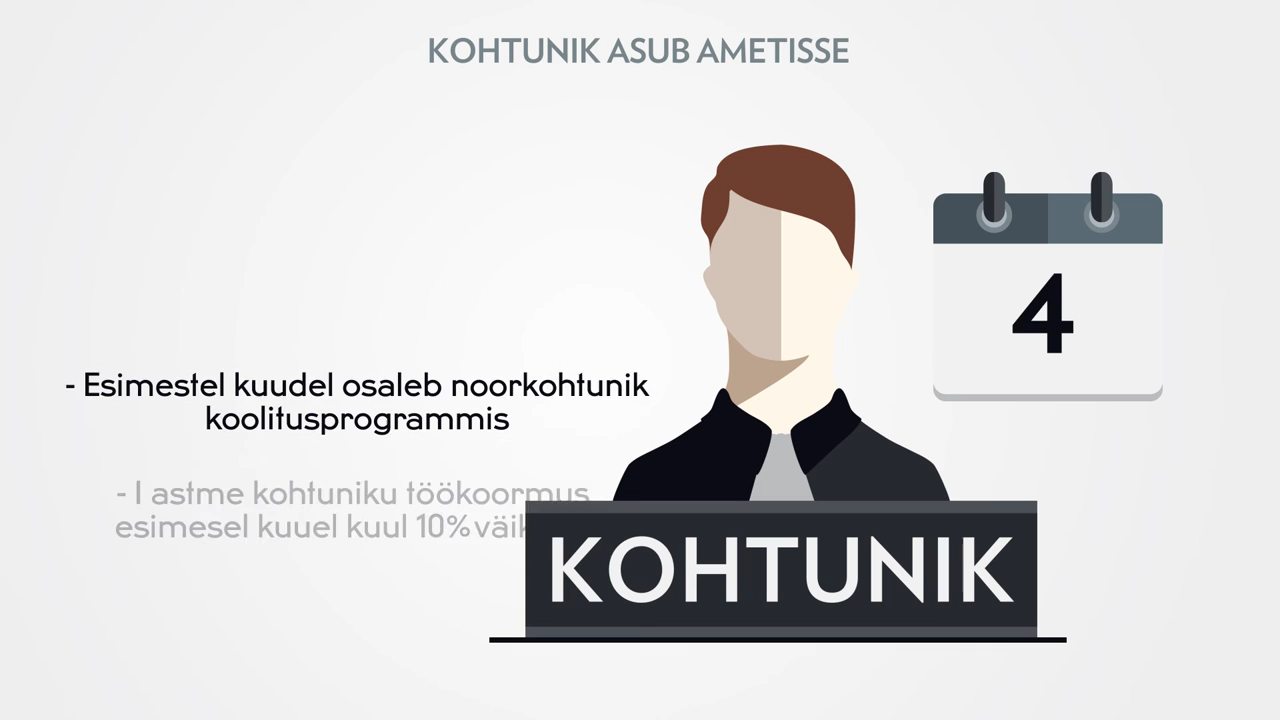 KOHTUNIK ASUB AMETISSE
4
- Esimestel kuudel osaleb noorkohtunik
koolitusprogrammis
- I astme kohtuniku töökoormus
esimesel kuuel kuul 10%
KOHTUNIK